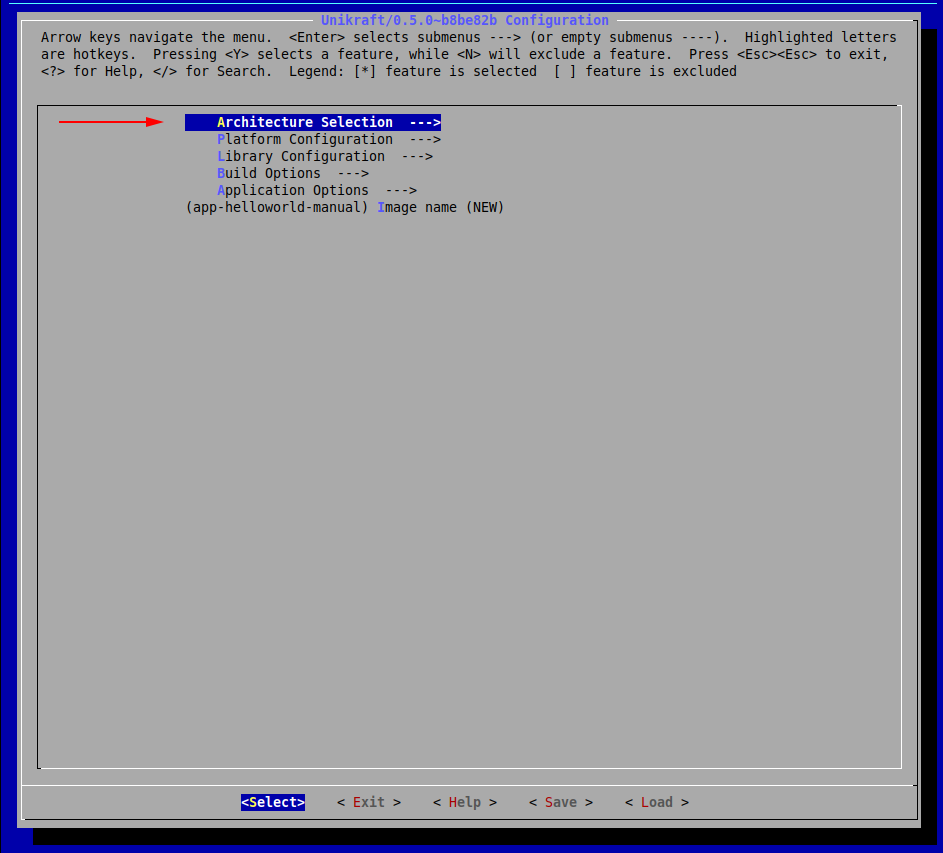 Unikraft/0.5.0~b8be82b Configuration
Arrow keys navigate the menu.  <Enter> selects submenus ---> (or empty submenus ----).  Highlighted letters
are hotkeys.  Pressing <Y> selects a feature, while <N> will exclude a feature.  Press <Esc><Esc> to exit,
<?> for Help, </> for Search.  Legend: [*] feature is selected  [ ] feature is excluded
Architecture Selection  --->
Platform Configuration  --->
Library Configuration  --->
Build Options  --->
Application Options  --->
(app-helloworld-manual) Image name (NEW)
<Select>    < Exit >    < Help >    < Save >    < Load >